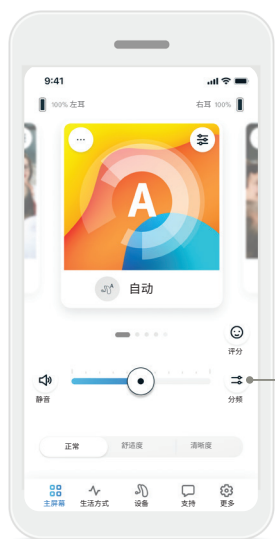 9:41
100% 左耳
右耳 100%
A
A
自动
评分
静音
分频
正常
舒适度
清晰度
主屏幕
生活方式
设备
支持
更多